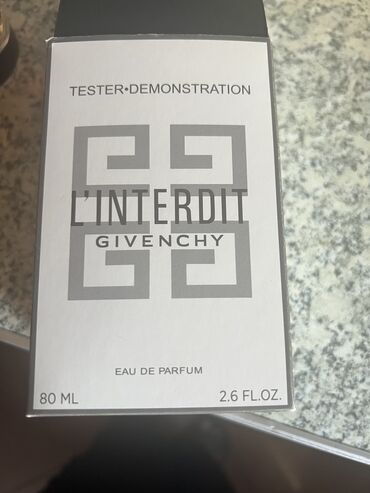 TESTER•DEMONSTRATION
L'INTERDIT
GIVENCHY
EAU DE PARFUM
80 ML 2.6 FL.OZ.